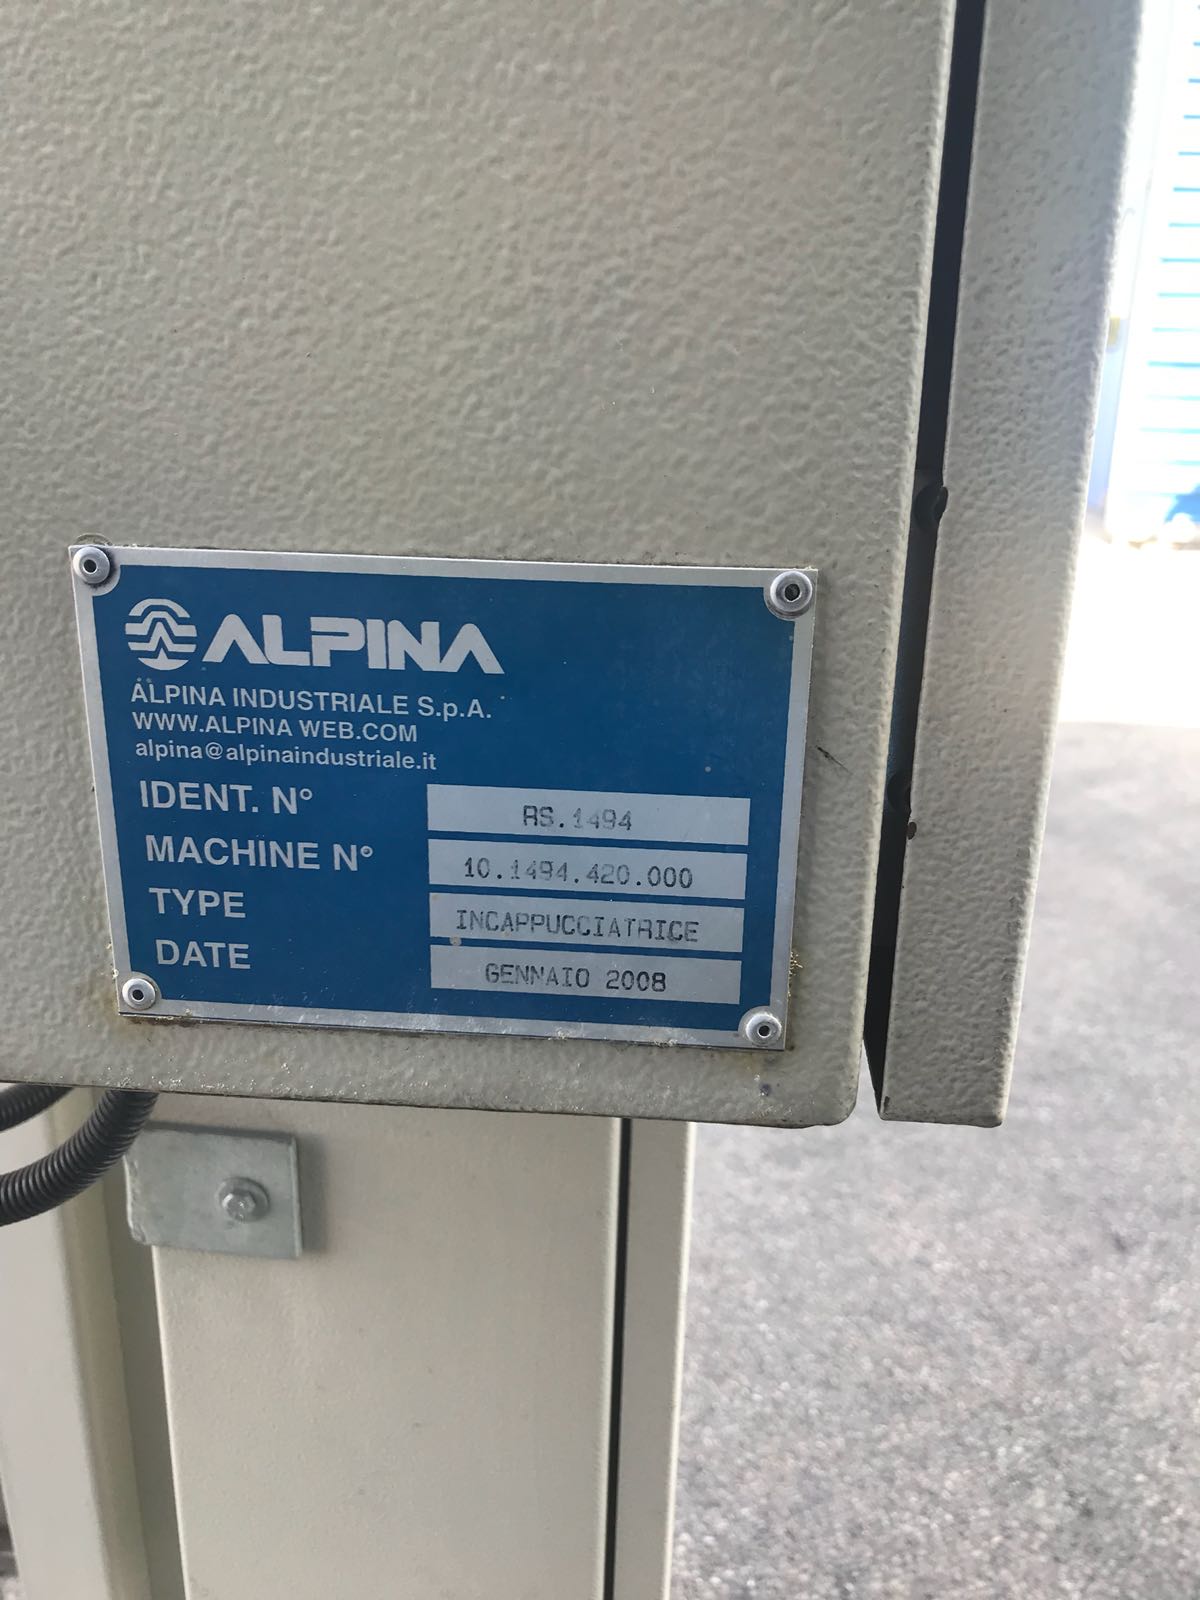 ALPINA
ALPINA INDUSTRIALE S.p.A.
WWW.ALPINA WEB.COM
alpina@alpinaindustriale.it
IDENT. N° AS.1494
MACHINE N° 10.1494.420.000
TYPE INCAPPUCCIATRICE
DATE GENNAIO 2008